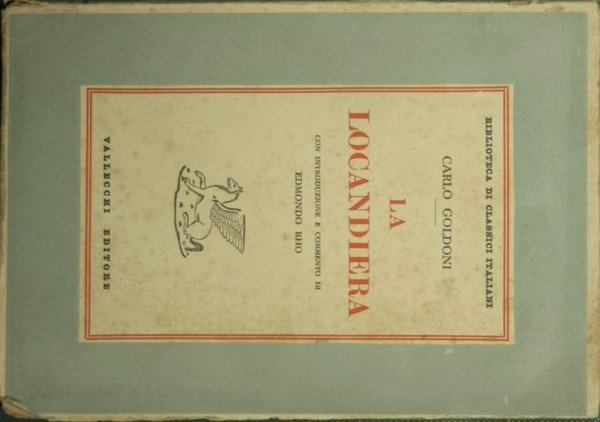 BIBLIOTECA DI CLASSICI ITALIANI
CARLO GOLDONI
LA
LOCANDIERA
CON INTRODUZIONE E COMMENTO DI
EDMONDO RHO
VALLECCHI EDITORE